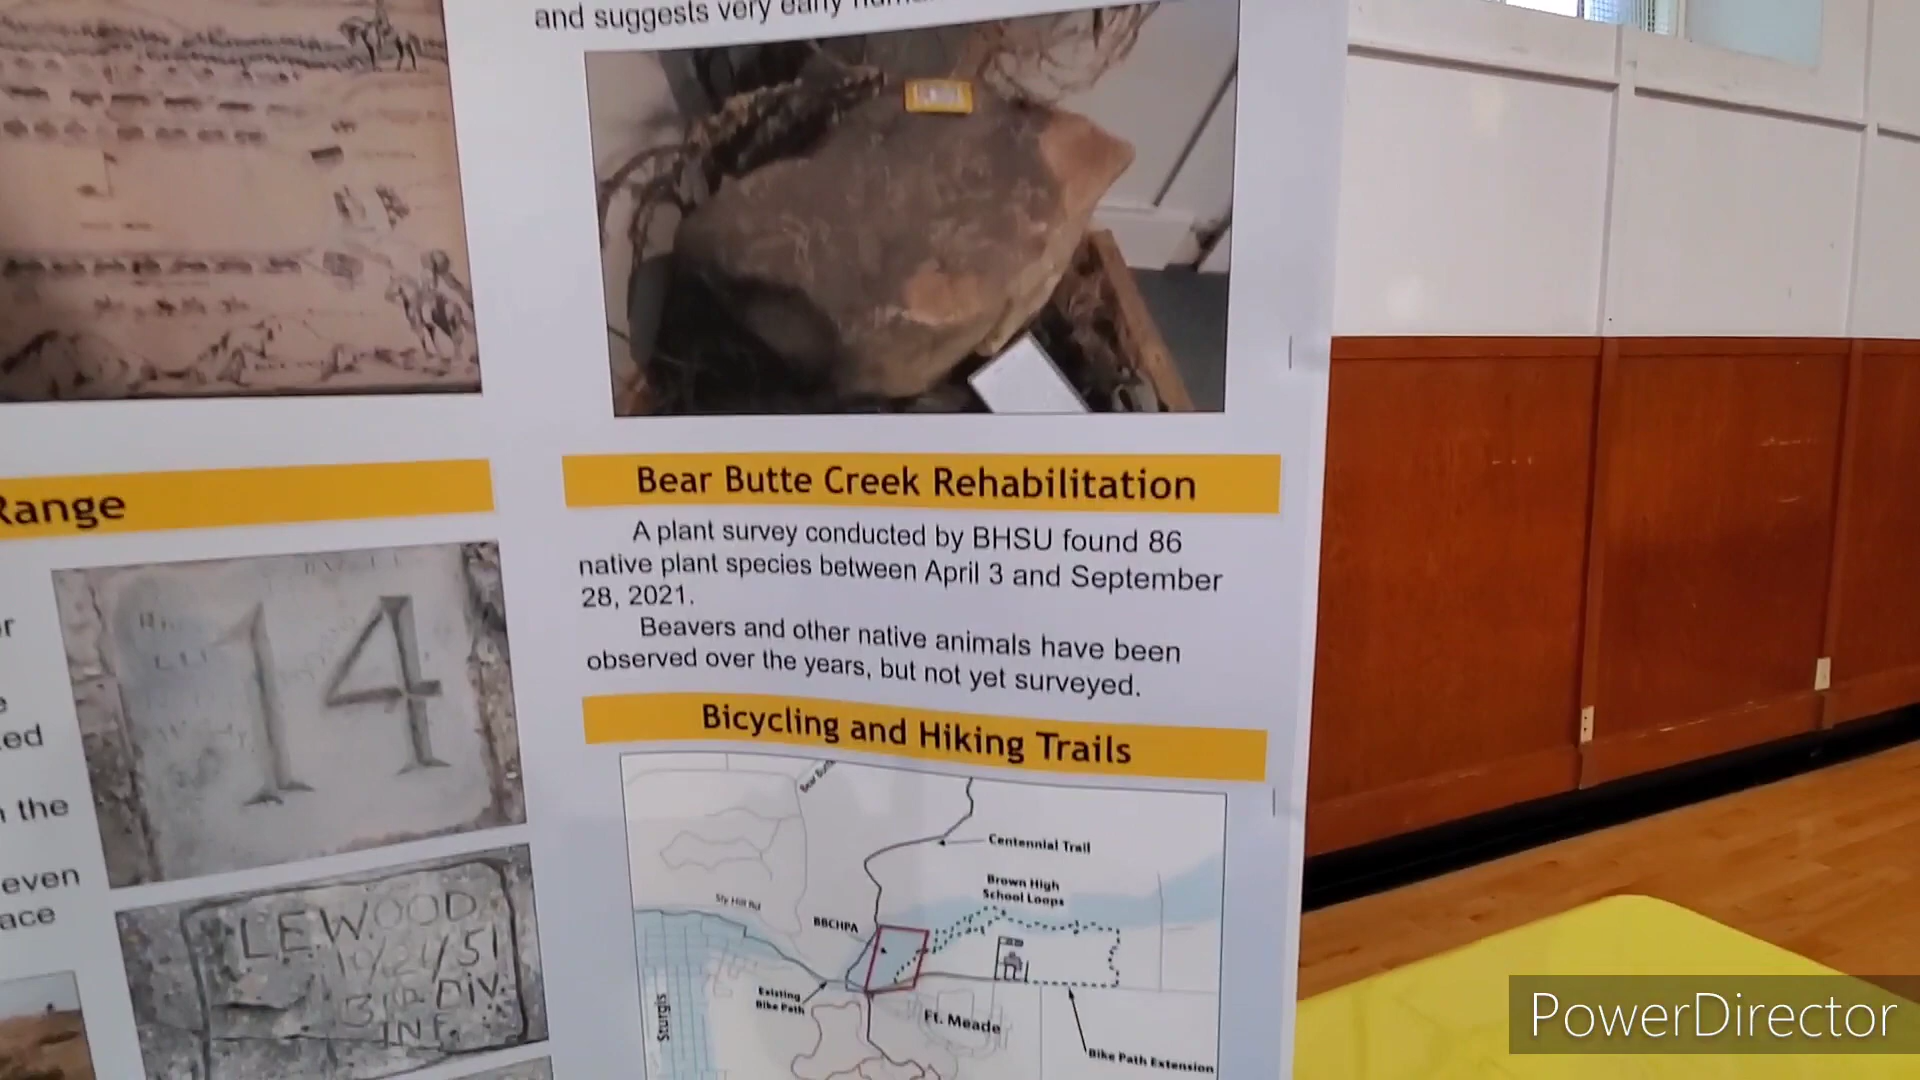 and suggests very early
Range
14
L.E.WOOD
10/24/51
3RD DIV.
INF.
ed
the
even
ace
Bear Butte Creek Rehabilitation
A plant survey conducted by BHSU found 86
native plant species between April 3 and September
28, 2021.
Beavers and other native animals have been
observed over the years, but not yet surveyed.
Bicycling and Hiking Trails
Bear Butte
Centennial Trail
Brown High
School Loops
Sly Hill Rd
BBCHPA
Existing
Bike Path
Sturgis
Ft. Meade
Bike Path Extension
PowerDirector